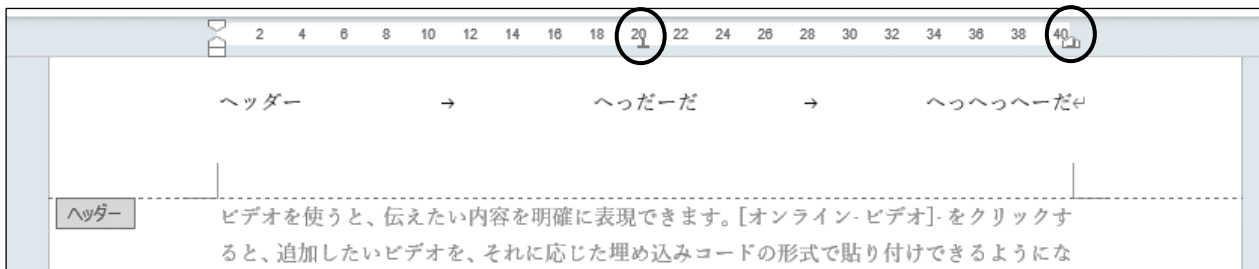 2 4 6 8 10 12 14 16 18 20 22 24 26 28 30 32 34 36 38 40
ヘッダー → へっだーだ → へっへっへーだ↵
ヘッダー
ビデオを使うと、伝えたい内容を明確に表現できます。[オンライン ビデオ] をクリックす
ると、追加したいビデオを、それに応じた埋め込みコードの形式で貼り付けできるようにな